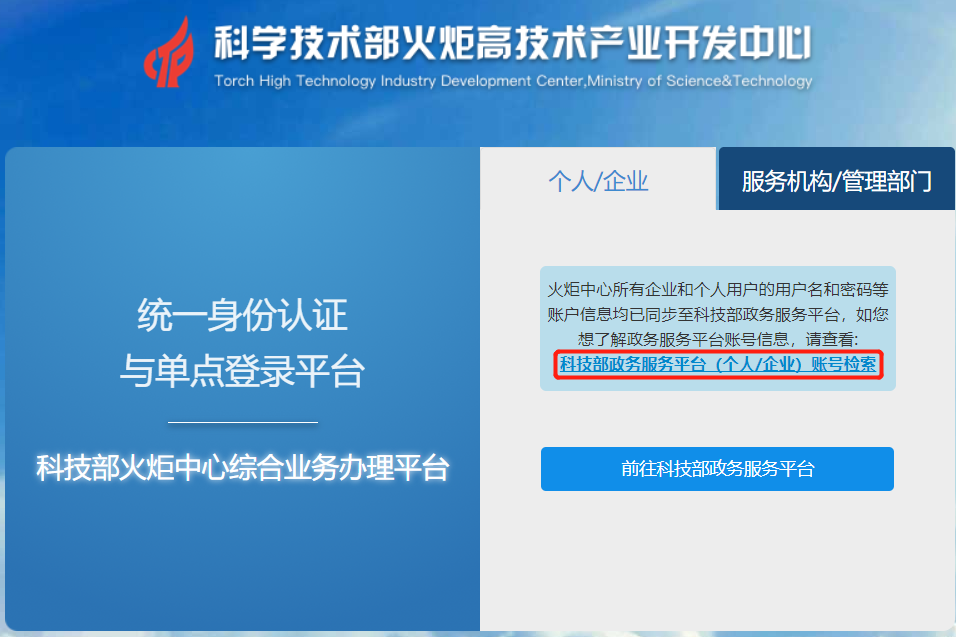 科学技术部火炬高技术产业开发中心
Torch High Technology Industry Development Center,Ministry of Science&Technology
个人/企业
服务机构/管理部门
统一身份认证
与单点登录平台
科技部火炬中心综合业务办理平台
火炬中心所有企业和个人用户的用户名和密码等
账户信息均已同步至科技部政务服务平台，如您
想了解政务服务平台账号信息，请查看:
科技部政务服务平台（个人/企业）账号检索
前往科技部政务服务平台